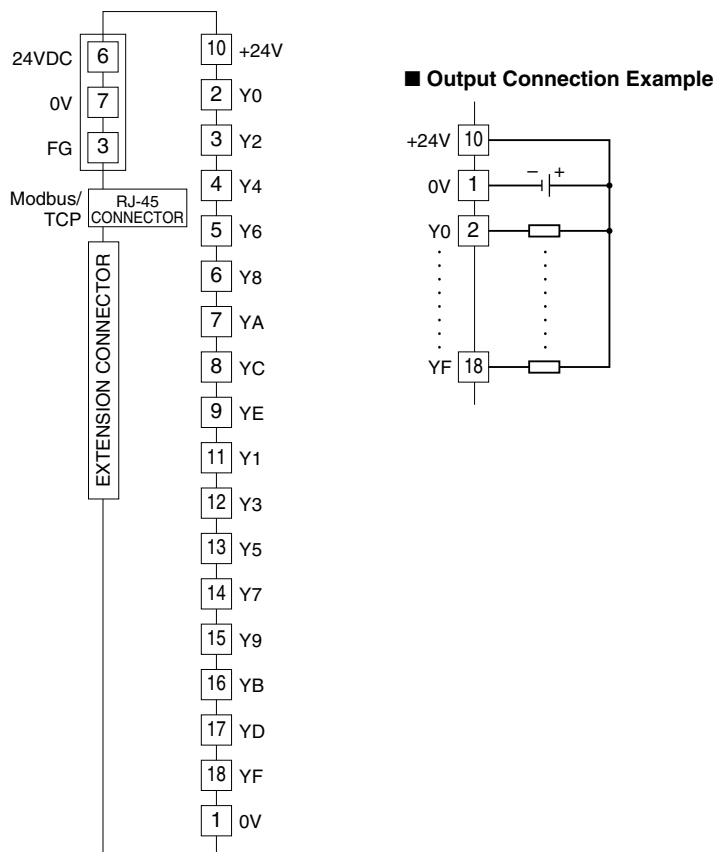 24VDC 6
0V 7
FG 3
Modbus/
TCP
RJ-45
CONNECTOR
EXTENSION CONNECTOR
10 +24V
2 Y0
3 Y2
4 Y4
5 Y6
6 Y8
7 YA
8 YC
9 YE
11 Y1
12 Y3
13 Y5
14 Y7
15 Y9
16 YB
17 YD
18 YF
1 0V
■ Output Connection Example
+24V 10
0V 1 − +
Y0 2
YF 18